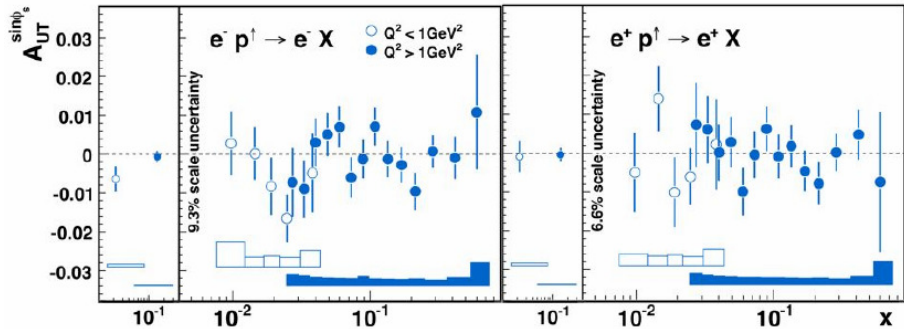 A_UT^sinφ_s
0.03
0.02
0.01
0
-0.01
-0.02
-0.03
10^-1
e^- p^↑ → e^- X
Q^2 < 1GeV^2
Q^2 > 1GeV^2
9.3% scale uncertainty
10^-2
10^-1
10^-1
e^+ p^↑ → e^+ X
6.6% scale uncertainty
10^-2
10^-1
x